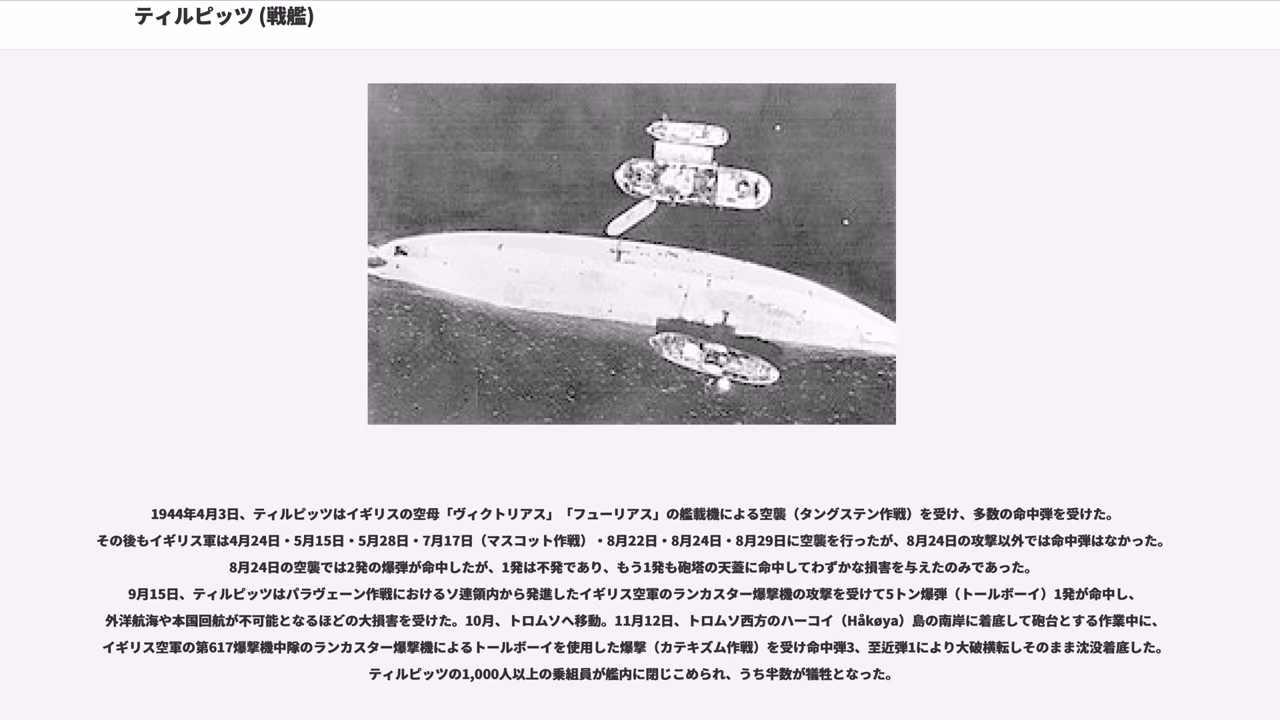 ティルピッツ (戦艦)
1944年4月3日、ティルピッツはイギリスの空母「ヴィクトリアス」「フューリアス」の艦載機による空襲（タングステン作戦）を受け、多数の命中弾を受けた。
その後もイギリス軍は4月24日・5月15日・5月28日・7月17日（マスコット作戦）・8月22日・8月24日・8月29日に空襲を行ったが、8月24日の攻撃以外では命中弾はなかった。
8月24日の空襲では2発の爆弾が命中したが、1発は不発であり、もう1発も砲塔の天蓋に命中してわずかな損害を与えたのみであった。
9月15日、ティルピッツはパラヴェーン作戦におけるソ連領内から発進したイギリス空軍のランカスター爆撃機の攻撃を受けて5トン爆弾（トールボーイ）1発が命中し、
外洋航海や本国回航が不可能となるほどの大損害を受けた。10月、トロムソへ移動。11月12日、トロムソ西方のハーコイ（Håkøya）島の南岸に着底して砲台とする作業中に、
イギリス空軍の第617爆撃機中隊のランカスター爆撃機によるトールボーイを使用した爆撃（カテキズム作戦）を受け命中弾3、至近弾1により大破横転しそのまま沈没着底した。
ティルピッツの1,000人以上の乗組員が艦内に閉じこめられ、うち半数が犠牲となった。